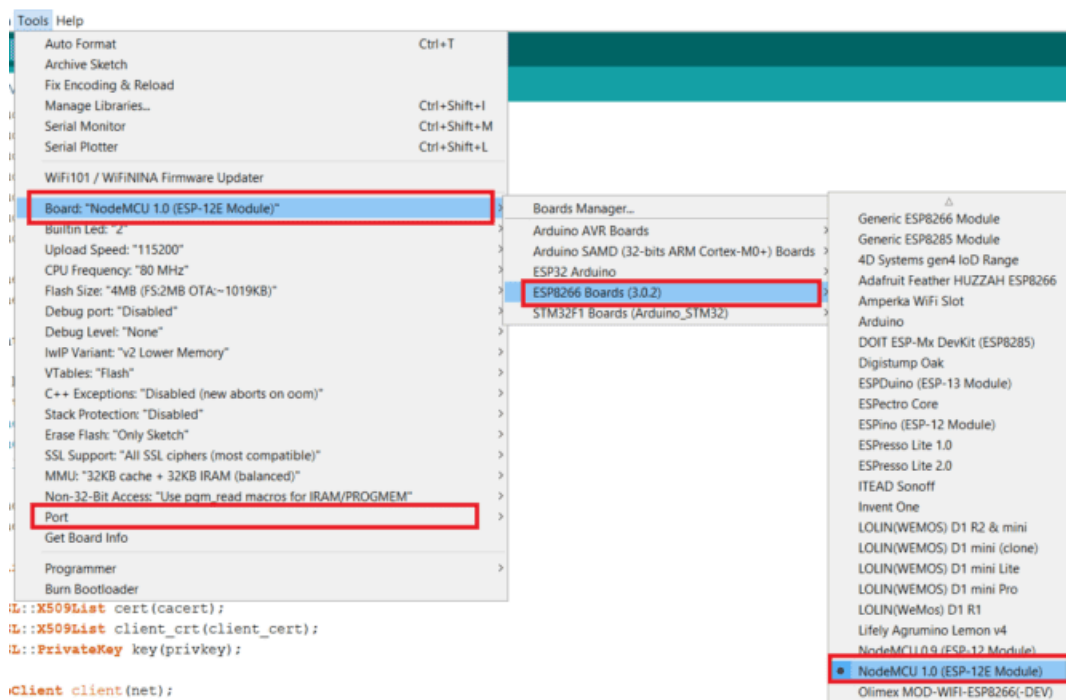 Tools Help
Auto Format Ctrl+T
Archive Sketch
Fix Encoding & Reload
Manage Libraries... Ctrl+Shift+I
Serial Monitor Ctrl+Shift+M
Serial Plotter Ctrl+Shift+L
WiFi101 / WiFiNINA Firmware Updater
Board: "NodeMCU 1.0 (ESP-12E Module)"
Builtin Led: "2"
Upload Speed: "115200"
CPU Frequency: "80 MHz"
Flash Size: "4MB (FS:2MB OTA:~1019KB)"
Debug port: "Disabled"
Debug Level: "None"
lwIP Variant: "v2 Lower Memory"
VTables: "Flash"
C++ Exceptions: "Disabled (new aborts on oom)"
Stack Protection: "Disabled"
Erase Flash: "Only Sketch"
SSL Support: "All SSL ciphers (most compatible)"
MMU: "32KB cache + 32KB IRAM (balanced)"
Non-32-Bit Access: "Use pgm_read macros for IRAM/PROGMEM"
Port
Get Board Info
Programmer
Burn Bootloader
Boards Manager...
Arduino AVR Boards
Arduino SAMD (32-bits ARM Cortex-M0+) Boards
ESP32 Arduino
ESP8266 Boards (3.0.2)
STM32F1 Boards (Arduino_STM32)
Generic ESP8266 Module
Generic ESP8285 Module
4D Systems gen4 IoD Range
Adafruit Feather HUZZAH ESP8266
Amperka WiFi Slot
Arduino
DOIT ESP-Mx DevKit (ESP8285)
Digistump Oak
ESPDuino (ESP-13 Module)
ESPectro Core
ESPino (ESP-12 Module)
ESPresso Lite 1.0
ESPresso Lite 2.0
ITEAD Sonoff
Invent One
LOLIN(WEMOS) D1 R2 & mini
LOLIN(WEMOS) D1 mini (clone)
LOLIN(WEMOS) D1 mini Lite
LOLIN(WEMOS) D1 mini Pro
LOLIN(WeMos) D1 R1
Lifely Agrumino Lemon v4
NodeMCU 0.9 (ESP-12 Module)
NodeMCU 1.0 (ESP-12E Module)
Olimex MOD-WIFI-ESP8266(-DEV)
L::X509List cert(cacert);
L::X509List client_crt(client_cert);
L::PrivateKey key(privkey);
Client client(net);